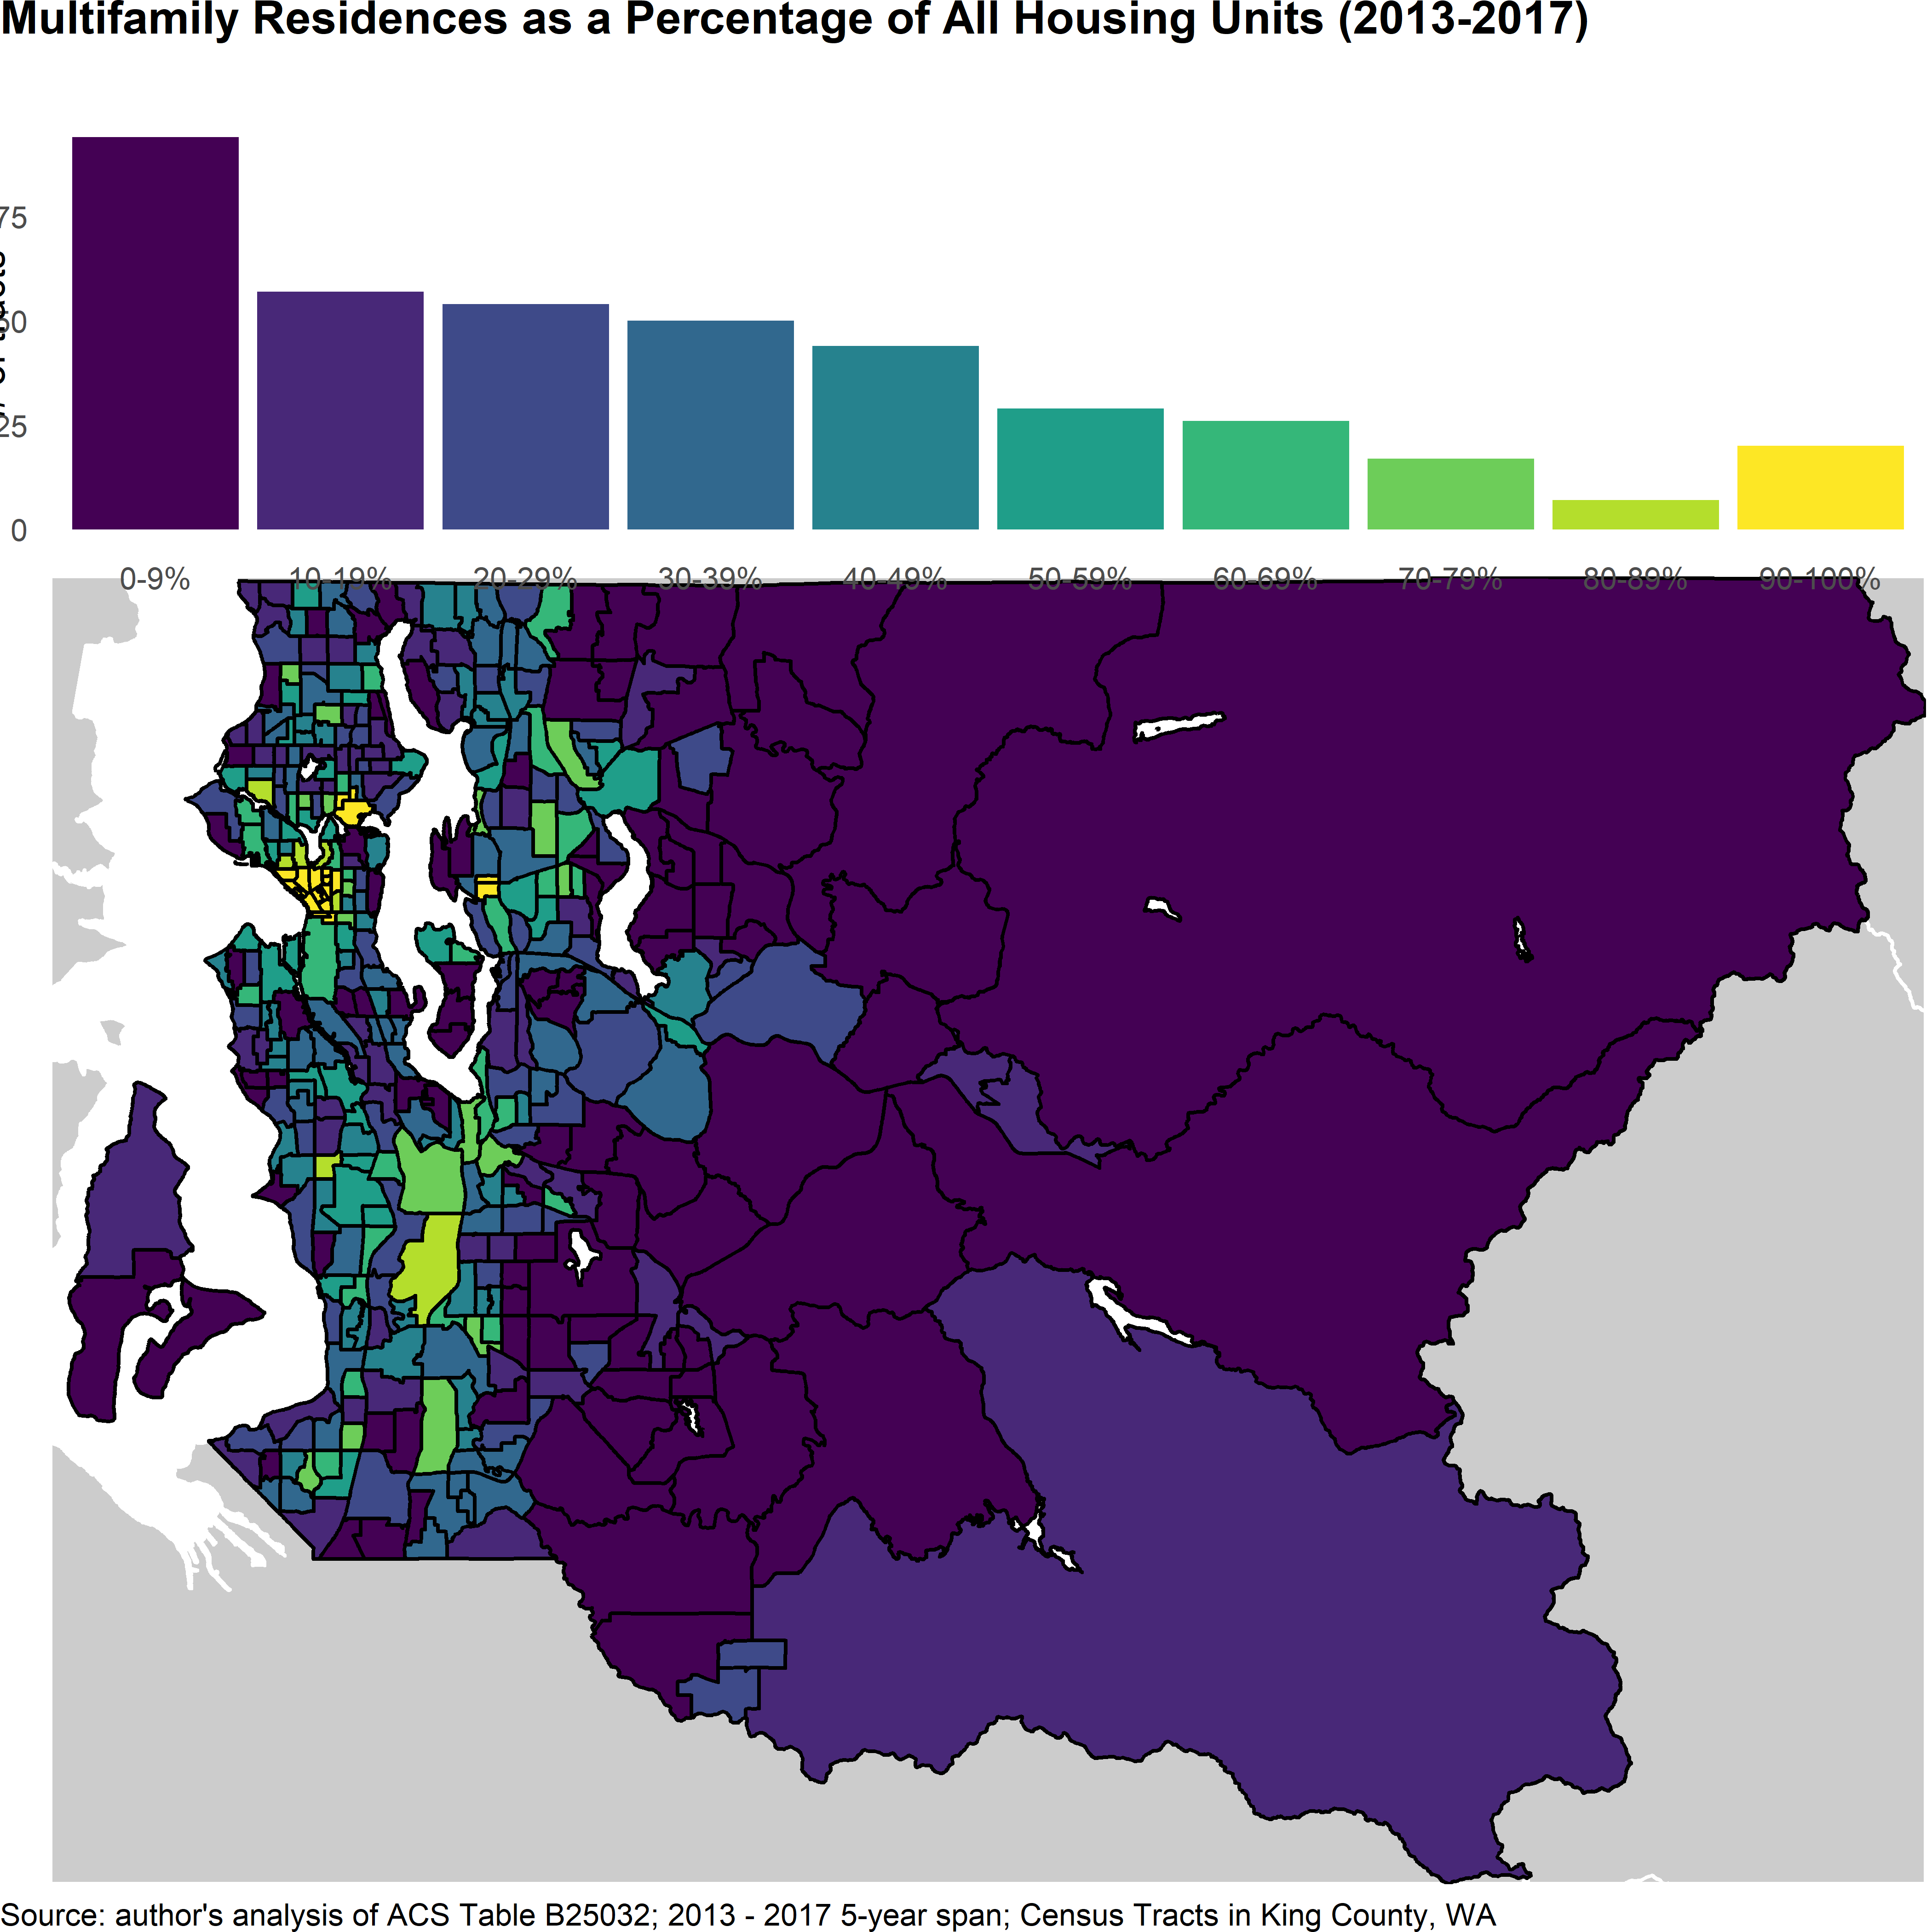 Multifamily Residences as a Percentage of All Housing Units (2013-2017)
75
50
25
0
of tracts
0-9% 10-19% 20-29% 30-39% 40-49% 50-59% 60-69% 70-79% 80-89% 90-100%
Source: author's analysis of ACS Table B25032; 2013 - 2017 5-year span; Census Tracts in King County, WA